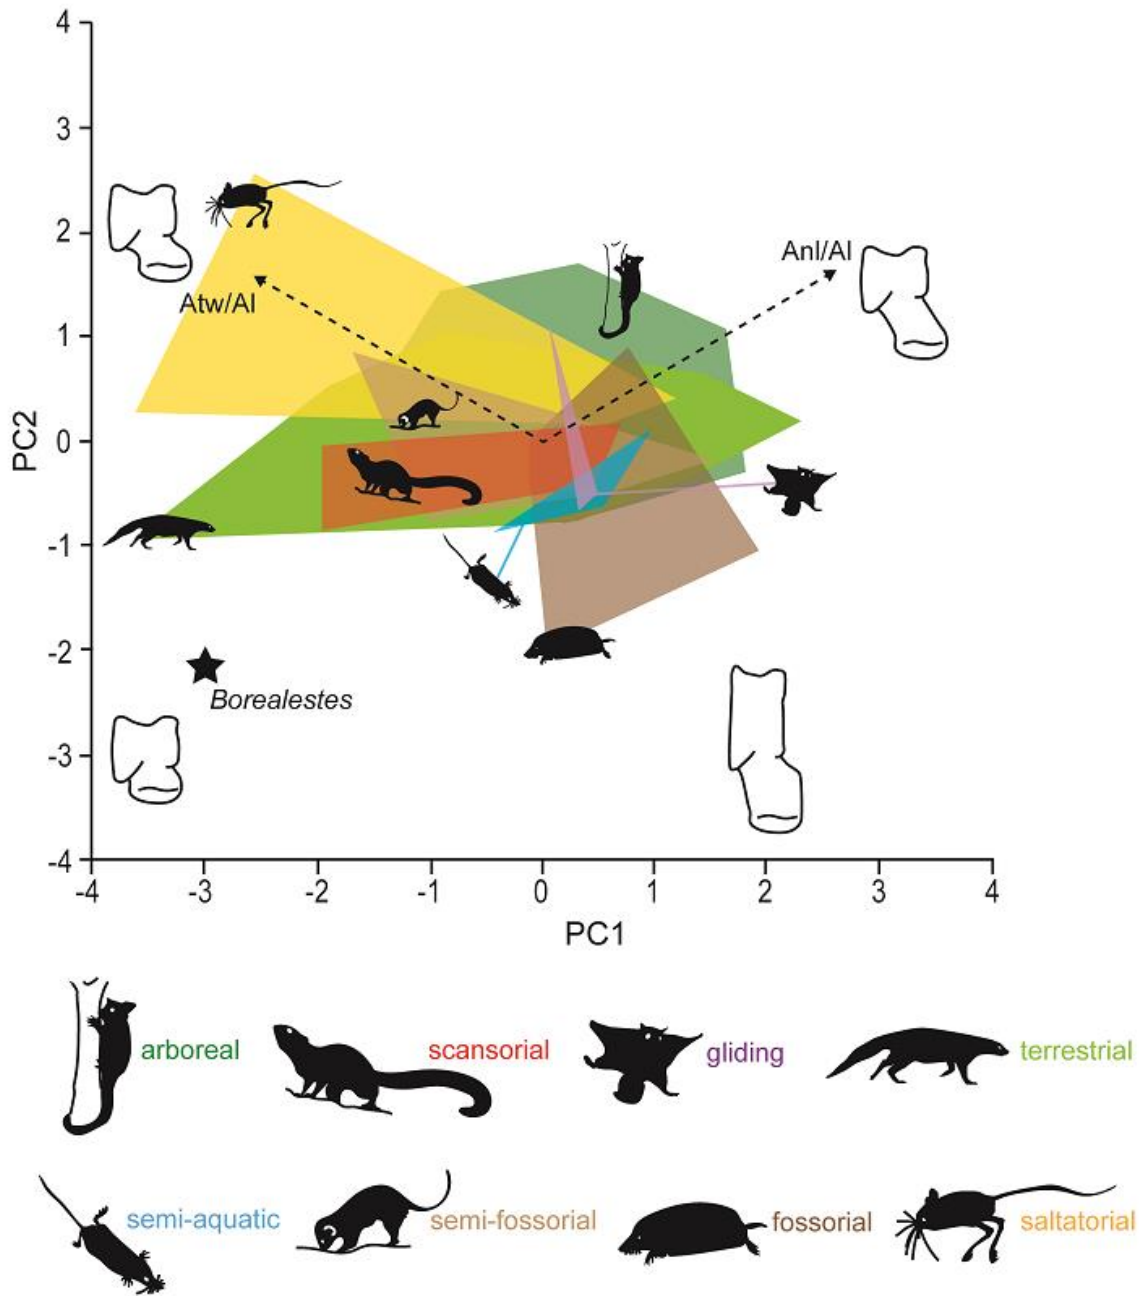 4
3
2
1
0
-1
-2
-3
-4
PC2
Atw/Al
Anl/Al
Borealestes
-4 -3 -2 -1 0 1 2 3 4
PC1
arboreal scansorial gliding terrestrial
semi-aquatic semi-fossorial fossorial saltatorial